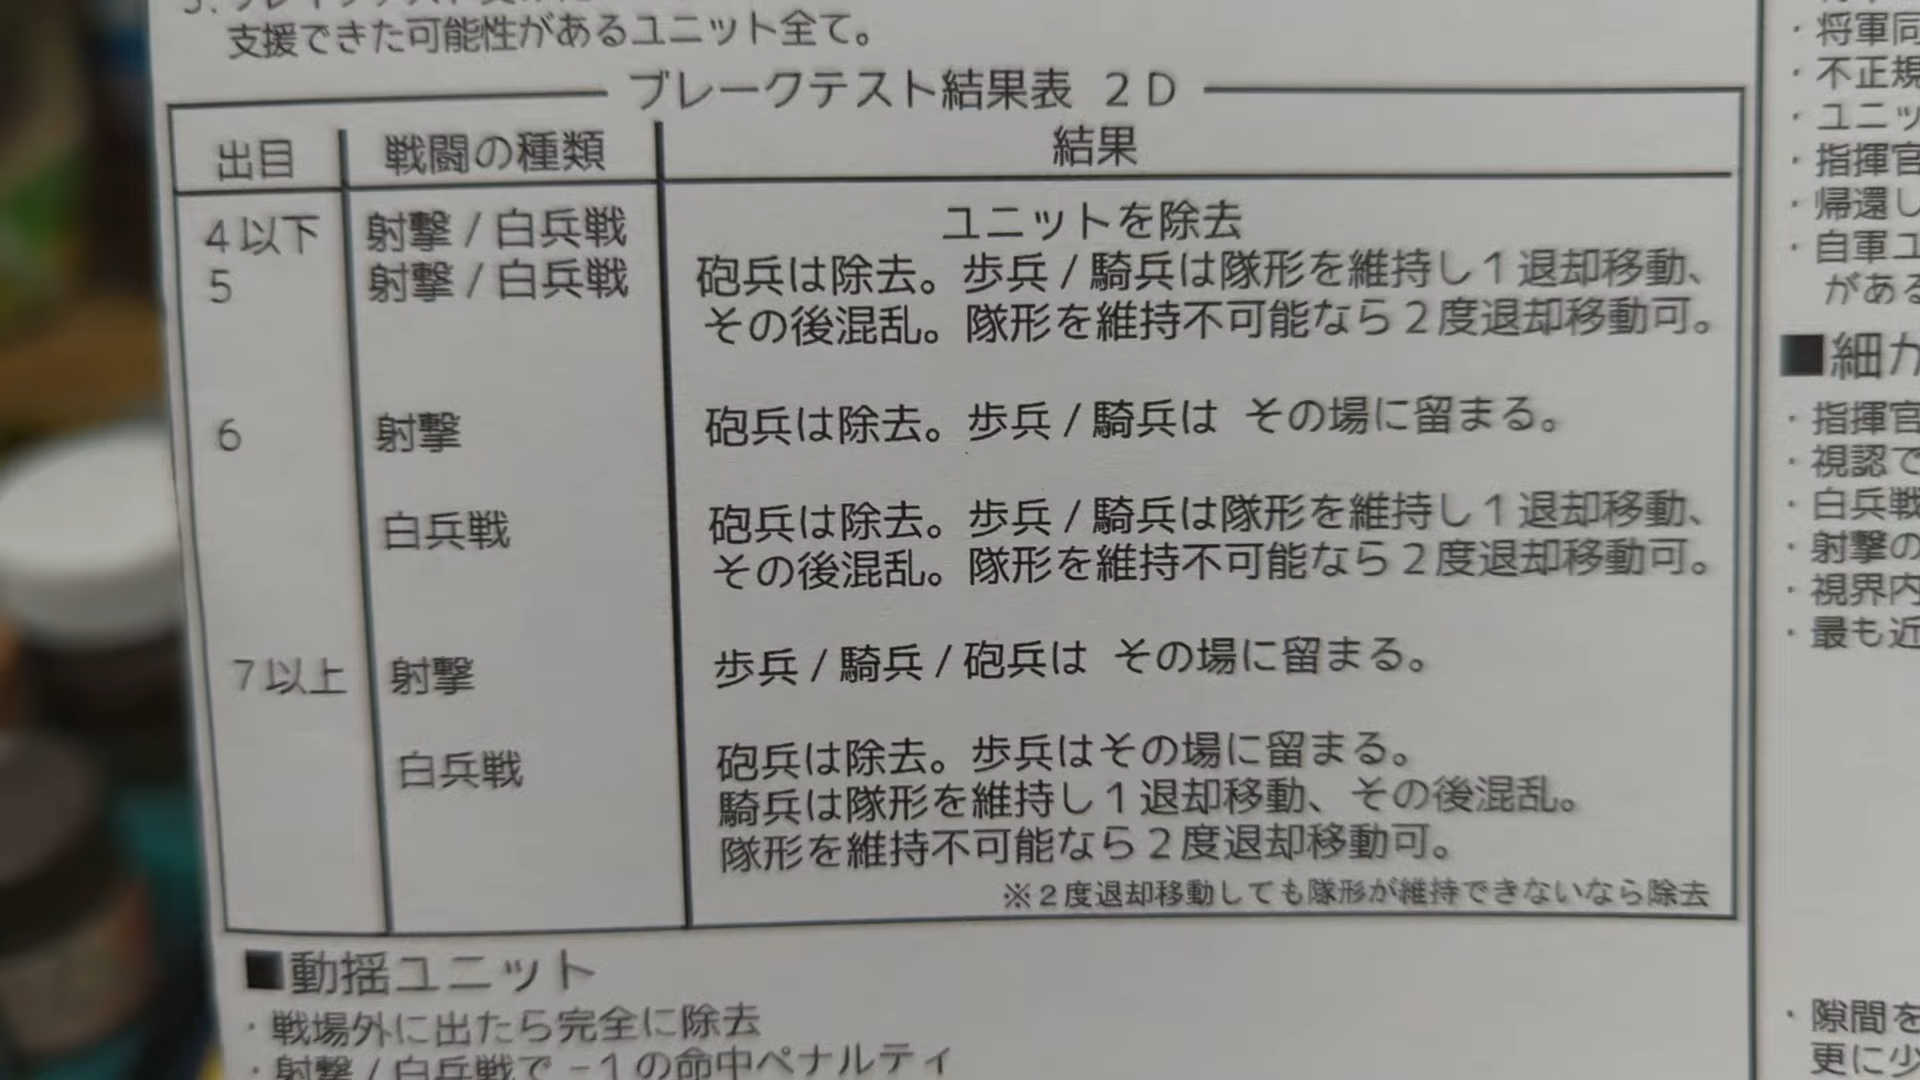 支援できた可能性があるユニット全て。
ブレークテスト結果表 ２Ｄ
出目 戦闘の種類 結果
４以下 射撃 / 白兵戦 ユニットを除去
５ 射撃 / 白兵戦 砲兵は除去。歩兵 / 騎兵は隊形を維持し１退却移動、
その後混乱。隊形を維持不可能なら２度退却移動可。
６ 射撃 砲兵は除去。歩兵 / 騎兵は その場に留まる。
白兵戦 砲兵は除去。歩兵 / 騎兵は隊形を維持し１退却移動、
その後混乱。隊形を維持不可能なら２度退却移動可。
７以上 射撃 歩兵 / 騎兵 / 砲兵は その場に留まる。
白兵戦 砲兵は除去。歩兵はその場に留まる。
騎兵は隊形を維持し１退却移動、その後混乱。
隊形を維持不可能なら２度退却移動可。
※２度退却移動しても隊形が維持できないなら除去
■動揺ユニット
・戦場外に出たら完全に除去
・射撃 / 白兵戦で－１の命中ペナルティ
・将軍同
・不正規
・ユニッ
・指揮官
・帰還し
・自軍ユ
がある
■細か
・指揮官
・視認で
・白兵戦
・射撃の
・視界内
・最も近
・隙間を
更に少